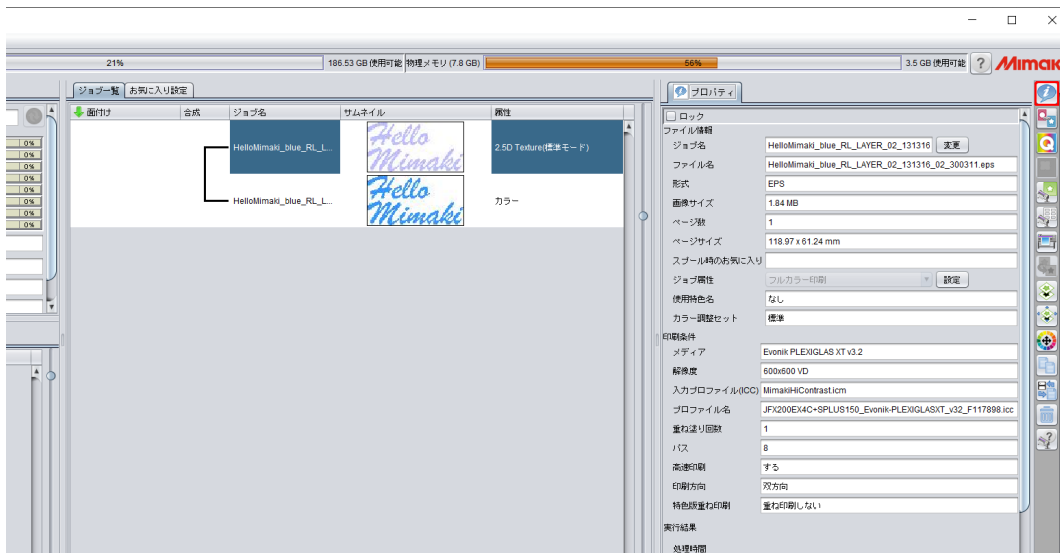 21%
186.53 GB 使用可能
物理メモリ (7.8 GB)
56%
3.5 GB 使用可能
?
Mimak
ジョブ一覧
お気に入り設定
面付け
合成
ジョブ名
サムネイル
属性
HelloMimaki_blue_RL_L...
Hello
Mimaki
2.5D Texture(標準モード)
HelloMimaki_blue_RL_L...
Hello
Mimaki
カラー
0%
0%
0%
0%
0%
0%
0%
0%
プロパティ
ロック
ファイル情報
ジョブ名 HelloMimaki_blue_RL_LAYER_02_131316 変更
ファイル名 HelloMimaki_blue_RL_LAYER_02_131316_02_300311.eps
形式 EPS
画像サイズ 1.84 MB
ページ数 1
ページサイズ 118.97 x 61.24 mm
スプール時のお気に入り
ジョブ属性 フルカラー印刷 設定
使用特色名 なし
カラー調整セット 標準
印刷条件
メディア Evonik PLEXIGLAS XT v3.2
解像度 600x600 VD
入力プロファイル(ICC) MimakiHiContrast.icm
プロファイル名 JFX200EX4C+SPLUS150_Evonik-PLEXIGLASXT_v32_F117898.icc
重ね塗り回数 1
パス 8
高速印刷 する
印刷方向 双方向
特色版重ね印刷 重ね印刷しない
実行結果
処理時間